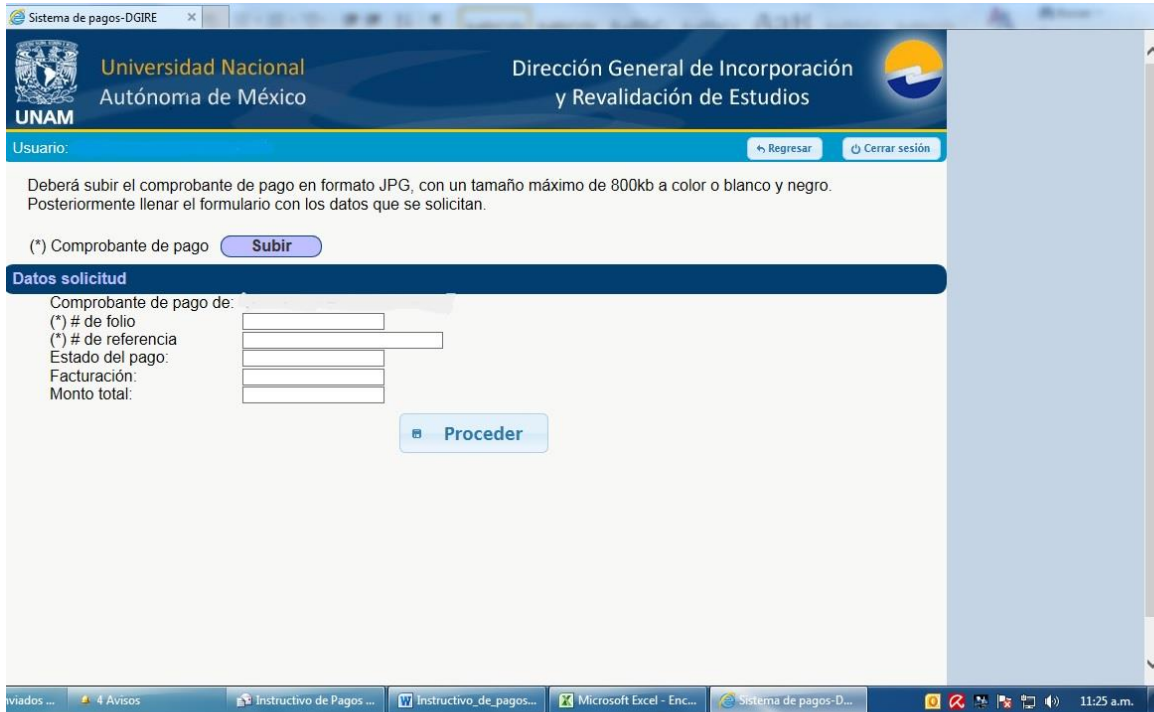 Sistema de pagos-DGIRE
Universidad Nacional
Autónoma de México
UNAM
Dirección General de Incorporación
y Revalidación de Estudios
Usuario:
Regresar
Cerrar sesión
Deberá subir el comprobante de pago en formato JPG, con un tamaño máximo de 800kb a color o blanco y negro.
Posteriormente llenar el formulario con los datos que se solicitan.
(*) Comprobante de pago Subir
Datos solicitud
Comprobante de pago de:
(*) # de folio
(*) # de referencia
Estado del pago:
Facturación:
Monto total:
Proceder
nviados ... 4 Avisos Instructivo de Pagos ... Instructivo_de_pagos... Microsoft Excel - Enc... Sistema de pagos-D... 11:25 a.m.